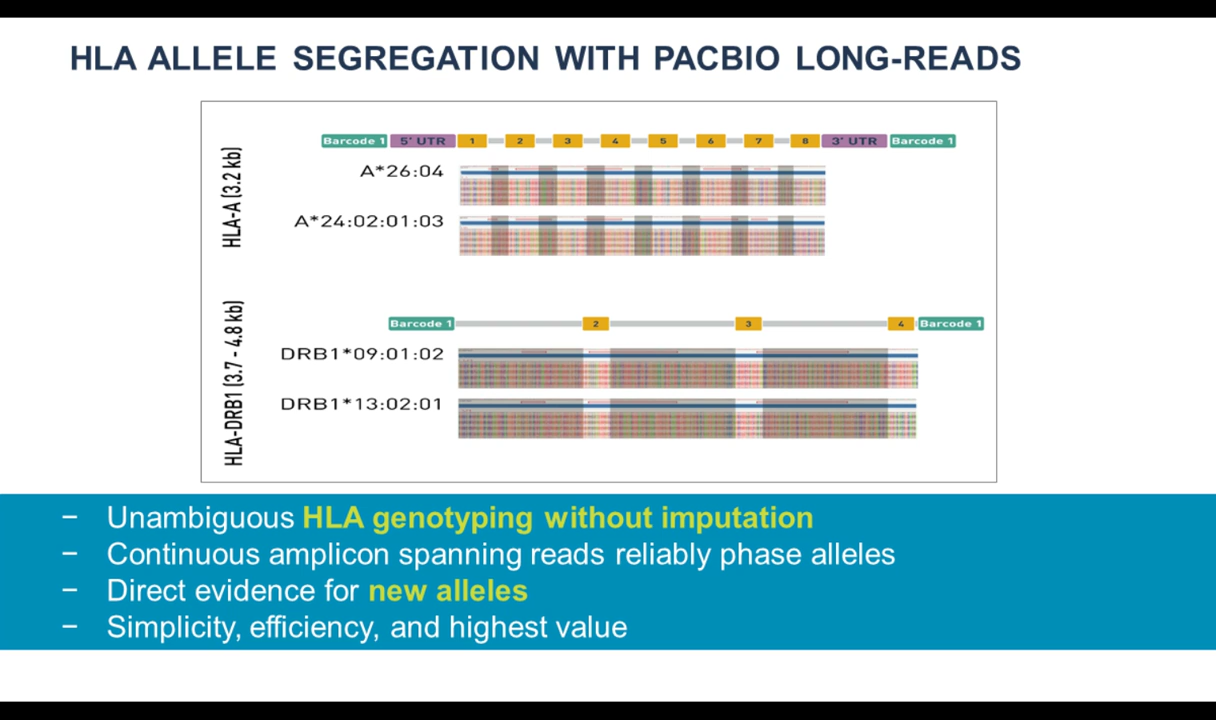 HLA ALLELE SEGREGATION WITH PACBIO LONG-READS
HLA-A (3.2 kb)
Barcode 1 5' UTR 1 2 3 4 5 6 7 8 3' UTR Barcode 1
A*26:04
A*24:02:01:03
HLA-DRB1 (3.7 - 4.8 kb)
Barcode 1 2 3 4 Barcode 1
DRB1*09:01:02
DRB1*13:02:01
− Unambiguous HLA genotyping without imputation
− Continuous amplicon spanning reads reliably phase alleles
− Direct evidence for new alleles
− Simplicity, efficiency, and highest value